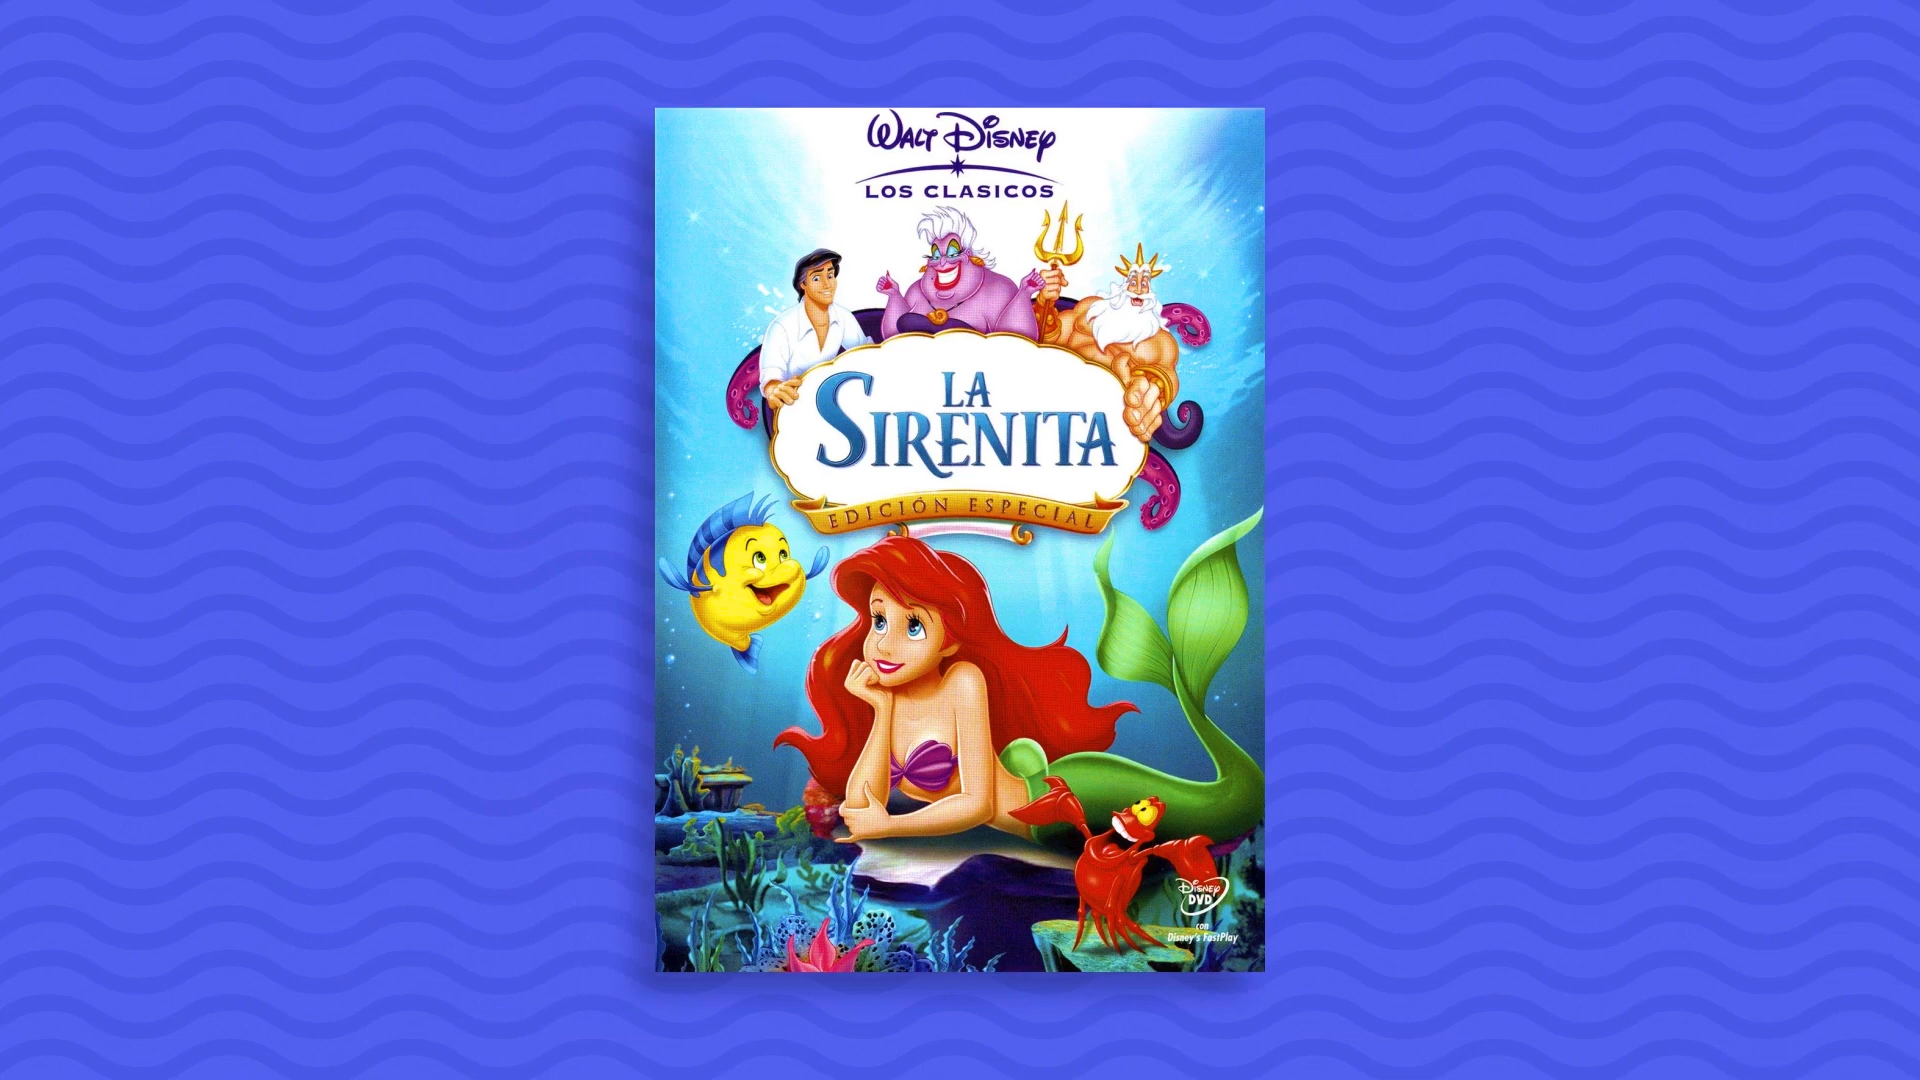 WALT DISNEY
LOS CLASICOS
LA
SIRENITA
EDICIÓN ESPECIAL
DISNEY
DVD
con
Disney's FastPlay